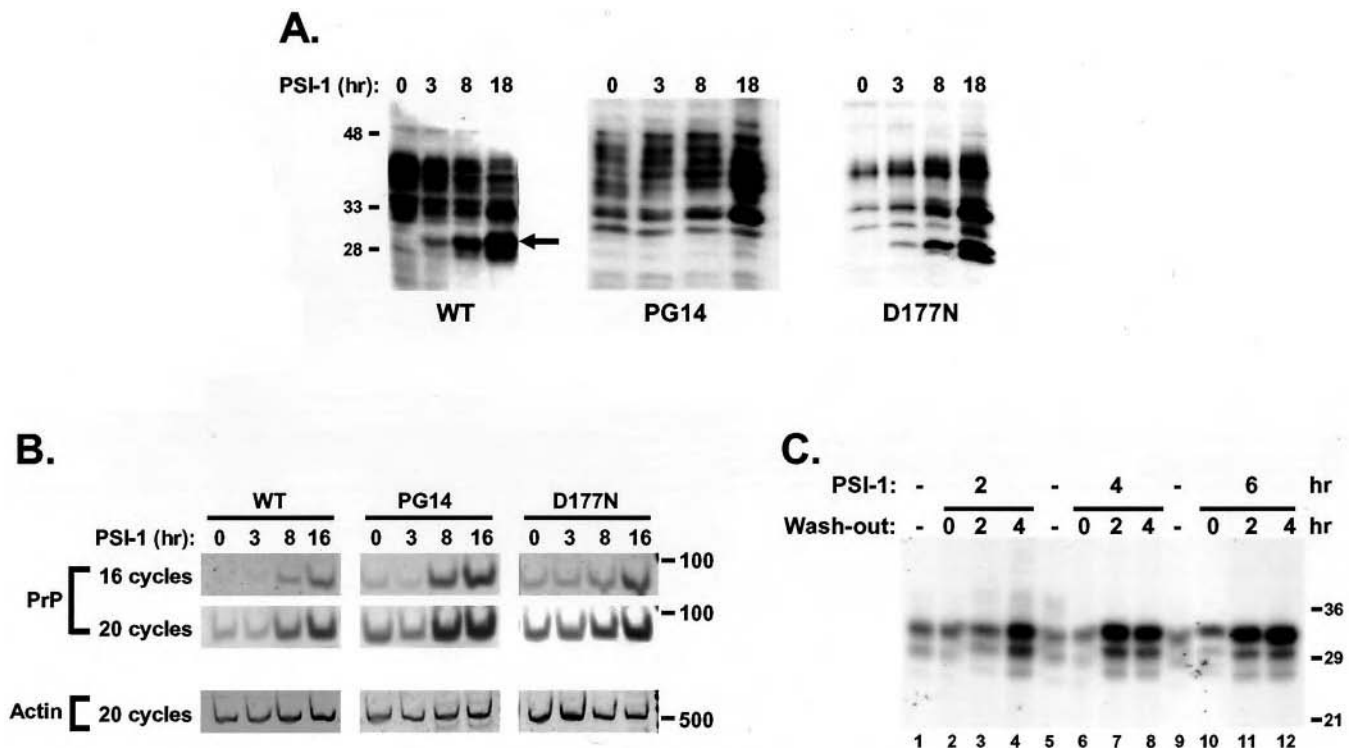 A.
PSI-1 (hr): 0 3 8 18 0 3 8 18 0 3 8 18
48
33
28
WT PG14 D177N
B.
WT PG14 D177N
PSI-1 (hr): 0 3 8 16 0 3 8 16 0 3 8 16
PrP
16 cycles
100
20 cycles
100
Actin
20 cycles
500
C.
PSI-1: - 2 - 4 - 6 hr
Wash-out: - 0 2 4 - 0 2 4 - 0 2 4 hr
36
29
21
1 2 3 4 5 6 7 8 9 10 11 12